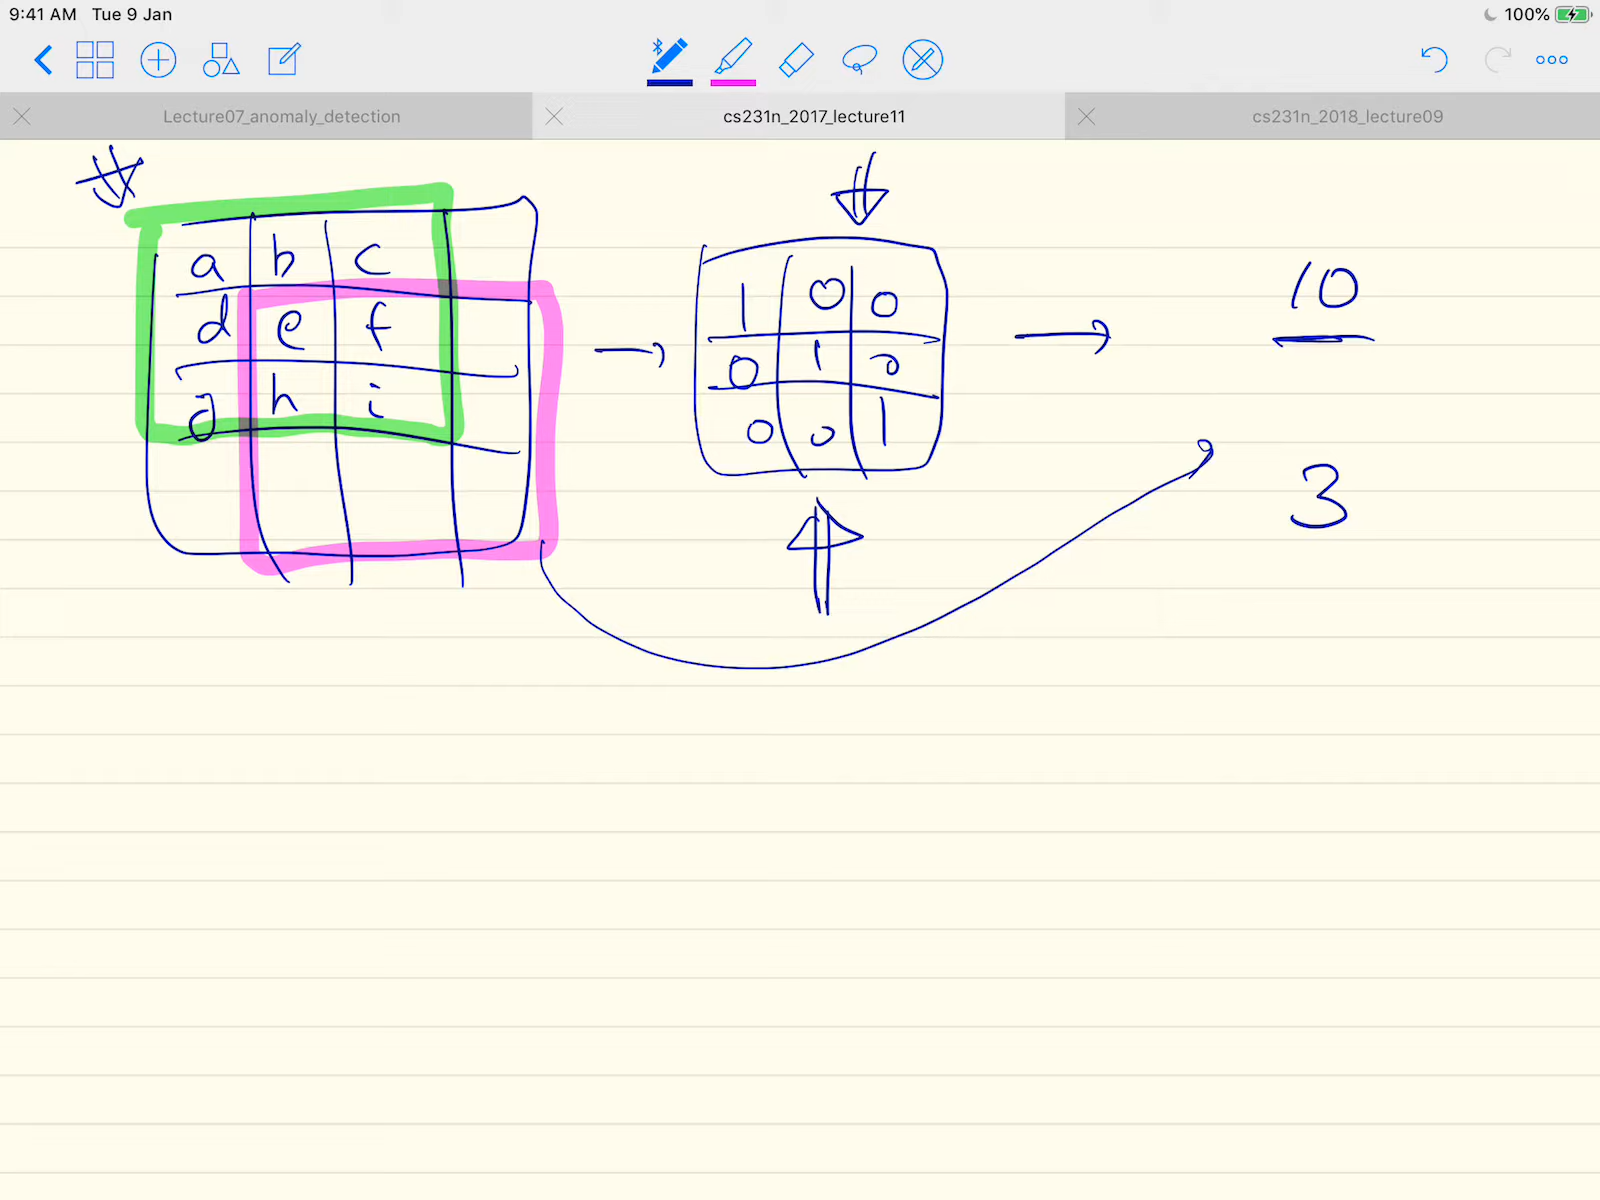 9:41 AM Tue 9 Jan
100%
Lecture07_anomaly_detection
cs231n_2017_lecture11
cs231n_2018_lecture09
a b c
d e f
g h i
1 0 0
0 1 0
0 0 1
10
3